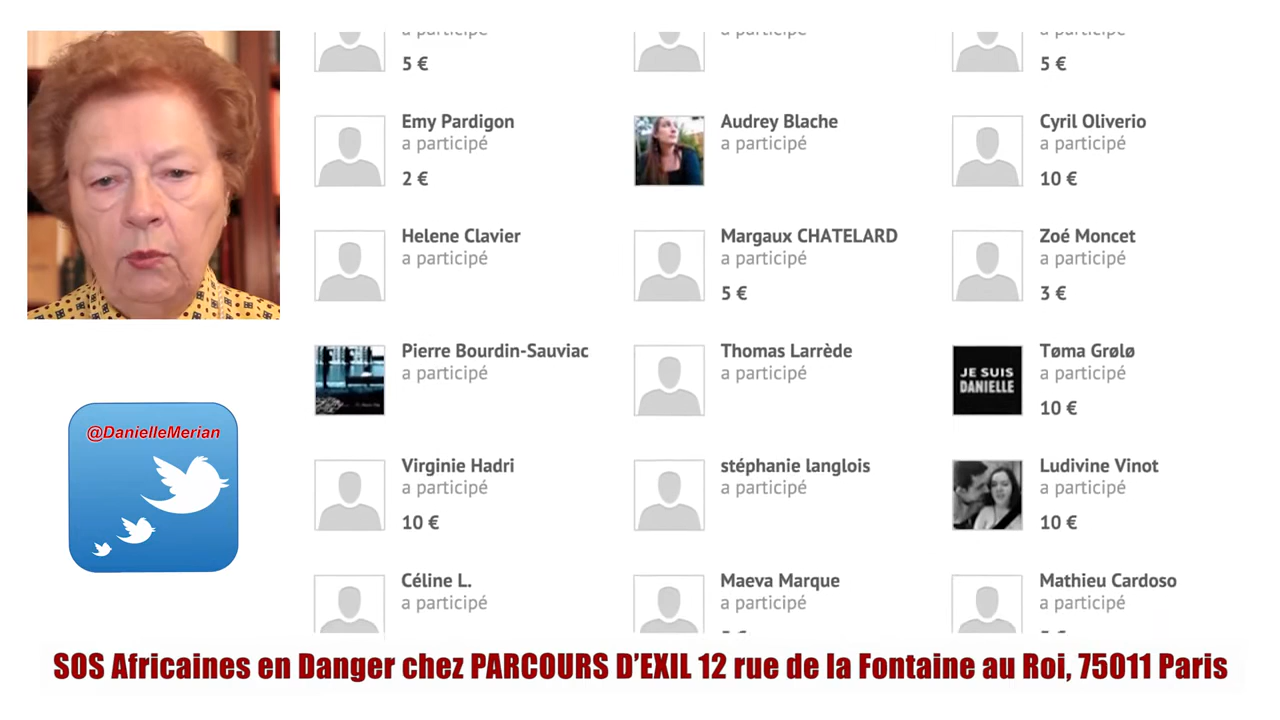 a participé
5 €
a participé
a participé
5 €
Emy Pardigon
a participé
2 €
Audrey Blache
a participé
Cyril Oliverio
a participé
10 €
Helene Clavier
a participé
Margaux CHATELARD
a participé
5 €
Zoé Moncet
a participé
3 €
Pierre Bourdin-Sauviac
a participé
Thomas Larrède
a participé
JE SUIS
DANIELLE
Tøma Grølø
a participé
10 €
@DanielleMerian
Virginie Hadri
a participé
10 €
stéphanie langlois
a participé
Ludivine Vinot
a participé
10 €
Céline L.
a participé
Maeva Marque
a participé
Mathieu Cardoso
a participé
SOS Africaines en Danger chez PARCOURS D'EXIL 12 rue de la Fontaine au Roi, 75011 Paris